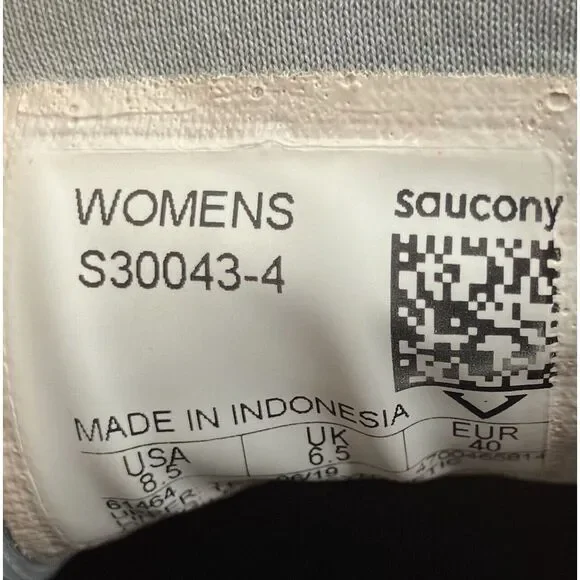 WOMENS
saucony
S30043-4
MADE IN INDONESIA
USA UK EUR
8.5 6.5 40